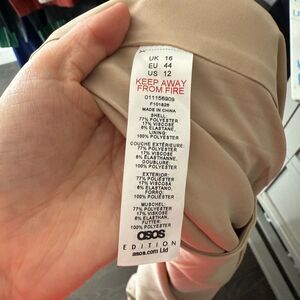 UK 16
EU 44
US 12
KEEP AWAY
FROM FIRE
011156909
F101828
MADE IN CHINA
SHELL:
77% POLYESTER
17% VISCOSE
6% ELASTANE
LINING:
100% POLYESTER
COUCHE EXTÉRIEURE:
77% POLYESTER
17% VISCOSE
6% ÉLASTHANNE
DOUBLURE:
100% POLYESTER
EXTERIOR:
77% POLIÉSTER
17% VISCOSA
6% ELASTANO
FORRO:
100% POLIÉSTER
MUSCHEL:
77% POLYESTER
17% VISKOSE
6% ELASTHAN
FUTTER:
100% POLYESTER
asos
EDITION
asos.com Ltd